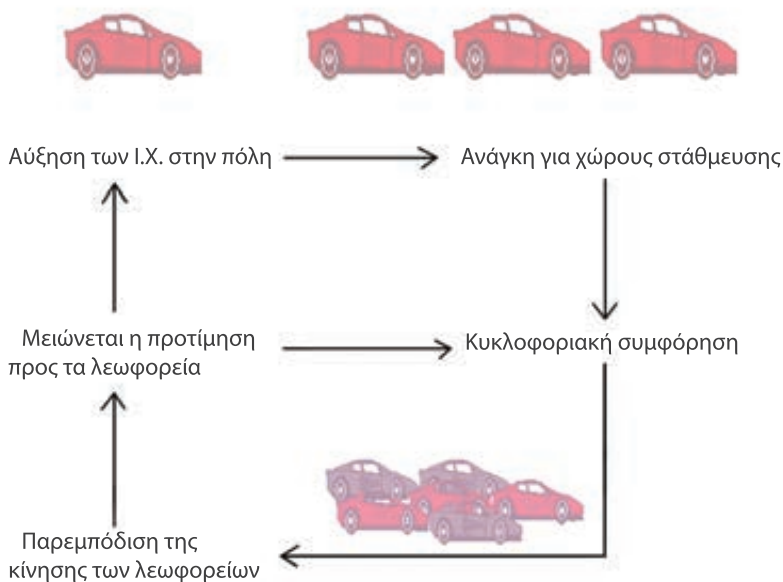 Αύξηση των Ι.Χ. στην πόλη
Ανάγκη για χώρους στάθμευσης
Μειώνεται η προτίμηση
προς τα λεωφορεία
Κυκλοφοριακή συμφόρηση
Παρεμπόδιση της
κίνησης των λεωφορείων